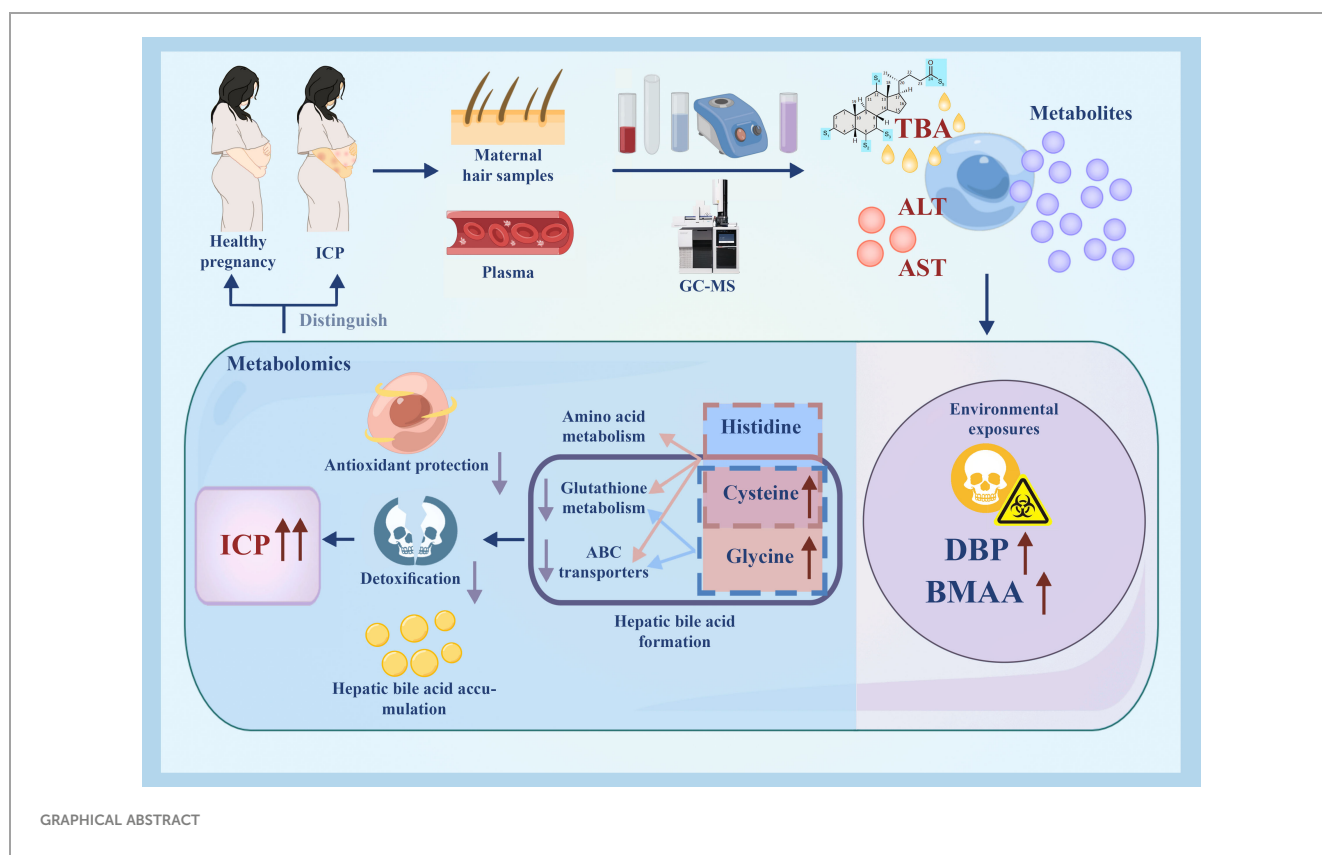 Healthy
pregnancy
ICP
Maternal
hair samples
Plasma
GC-MS
TBA
ALT
AST
Metabolites
Distinguish
Metabolomics
Antioxidant protection
Detoxification
Hepatic bile acid accu-
mulation
ICP
Amino acid
metabolism
Glutathione
metabolism
ABC
transporters
Histidine
Cysteine
Glycine
Hepatic bile acid
formation
Environmental
exposures
DBP
BMAA
GRAPHICAL ABSTRACT